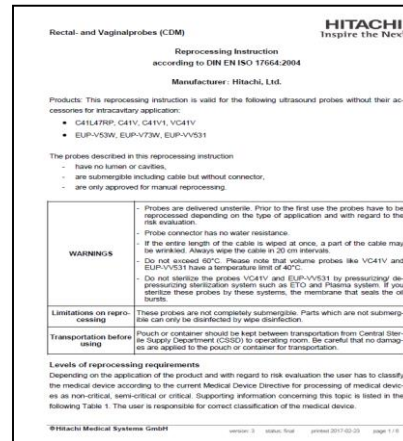 Rectal- and Vaginalprobes (CDM)
HITACHI
Inspire the Nex
Reprocessing Instruction
according to DIN EN ISO 17664:2004
Manufacturer: Hitachi, Ltd.
Products: This reprocessing instruction is valid for the following ultrasound probes without their ac-
cessories for intracavitary application:
• C41L47RP, C41V, C41V1, VC41V
• EUP-V53W, EUP-V73W, EUP-VV531
The probes described in this reprocessing instruction
- have no lumen or cavities,
- are submergible including cable but without connector,
- are only approved for manual reprocessing.
WARNINGS
- Probes are delivered unsterile. Prior to the first use the probes have to be
reprocessed depending on the type of application and with regard to the
risk evaluation.
- Probe connector has no water resistance.
- If the entire length of the cable is wiped at once, a part of the cable may
be wrinkled. Always wipe the cable in 20 cm intervals.
- Do not exceed 60°C. Please note that volume probes like VC41V and
EUP-VV531 have a temperature limit of 40°C.
- Do not sterilize the probes VC41V and EUP-VV531 by pressurizing/ de-
pressurizing sterilization system such as ETO and Plasma system. If you
sterilize these probes by these systems, the membrane that seals the oil
bursts.
Limitations on repro-
cessing
These probes are not completely submergible. Parts which are not submerg-
ible can only be disinfected by wipe disinfection.
Transportation before
using
Pouch or container should be kept between transportation from Central Ster-
ile Supply Department (CSSD) to operating room. Be careful that no damag-
es are applied to the pouch or container for transportation.
Levels of reprocessing requirements
Depending on the application of the product and with regard to risk evaluation the user has to classify
the medical device according to the current Medical Device Directive for processing of medical devic-
es as non-critical, semi-critical or critical. Supporting information concerning this topic is listed in the
following Table 1. The user is responsible for correct classification of the medical device.
©Hitachi Medical Systems GmbH
version: 3 status: final printed 2017-02-23 page 1 / 6